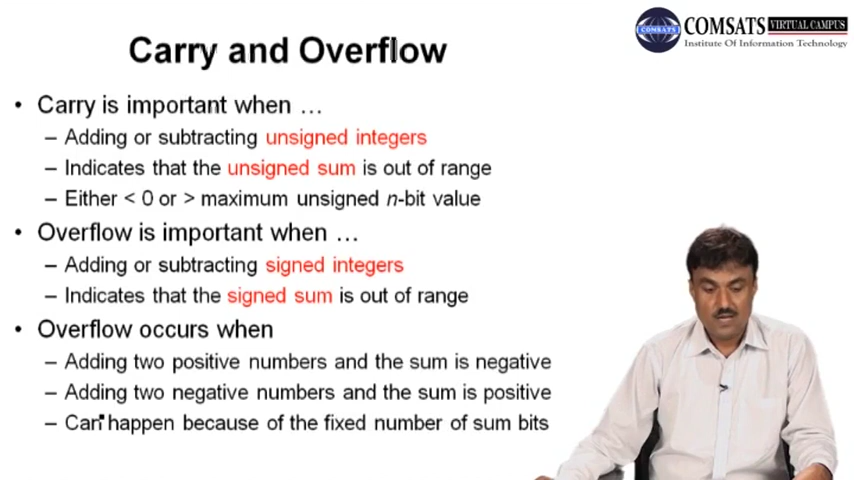 COMSATS VIRTUAL CAMPUS
COMSATS
Institute Of Information Technology
Carry and Overflow
• Carry is important when …
– Adding or subtracting unsigned integers
– Indicates that the unsigned sum is out of range
– Either < 0 or > maximum unsigned n-bit value
• Overflow is important when …
– Adding or subtracting signed integers
– Indicates that the signed sum is out of range
• Overflow occurs when
– Adding two positive numbers and the sum is negative
– Adding two negative numbers and the sum is positive
– Can happen because of the fixed number of sum bits